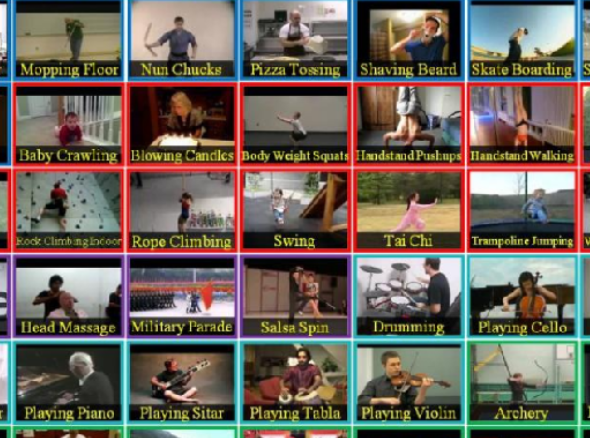 Mopping Floor
Nun Chucks
Pizza Tossing
Shaving Beard
Skate Boarding
Baby Crawling
Blowing Candles
Body Weight Squats
Handstand Pushups
Handstand Walking
Rock Climbing Indoor
Rope Climbing
Swing
Tai Chi
Trampoline Jumping
Head Massage
Military Parade
Salsa Spin
Drumming
Playing Cello
Playing Piano
Playing Sitar
Playing Tabla
Playing Violin
Archery